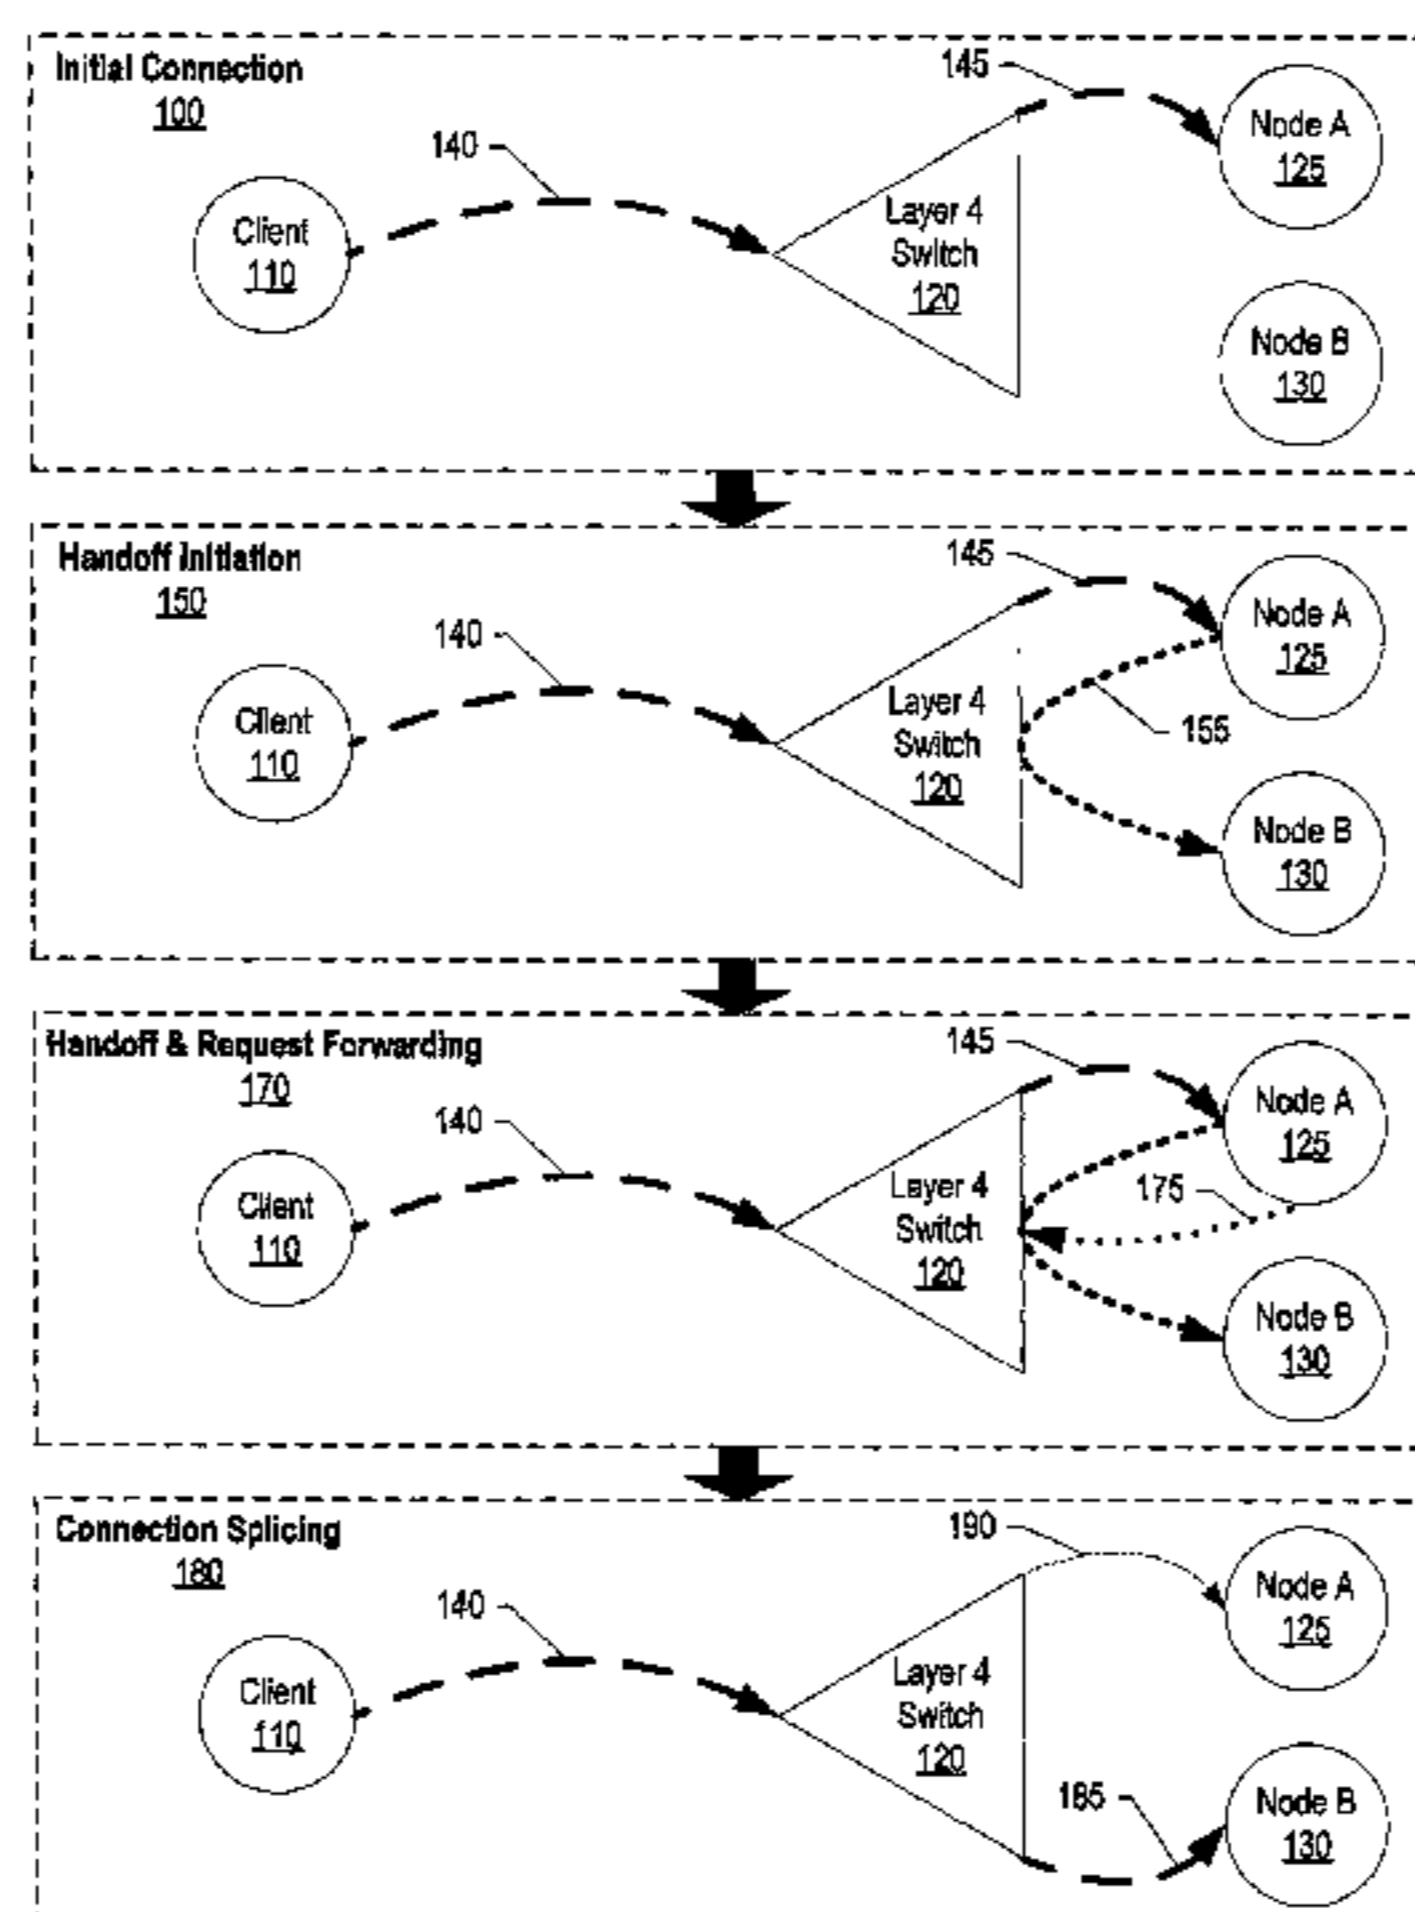 Initial Connection
100
145
Node A
125
140
Client
110
Layer 4
Switch
120
Node B
130
Handoff Initiation
150
145
Node A
125
140
Client
110
Layer 4
Switch
120
155
Node B
130
Handoff & Request Forwarding
170
145
Node A
125
140
Client
110
Layer 4
Switch
120
175
Node B
130
Connection Splicing
180
190
Node A
125
140
Client
110
Layer 4
Switch
120
185
Node B
130